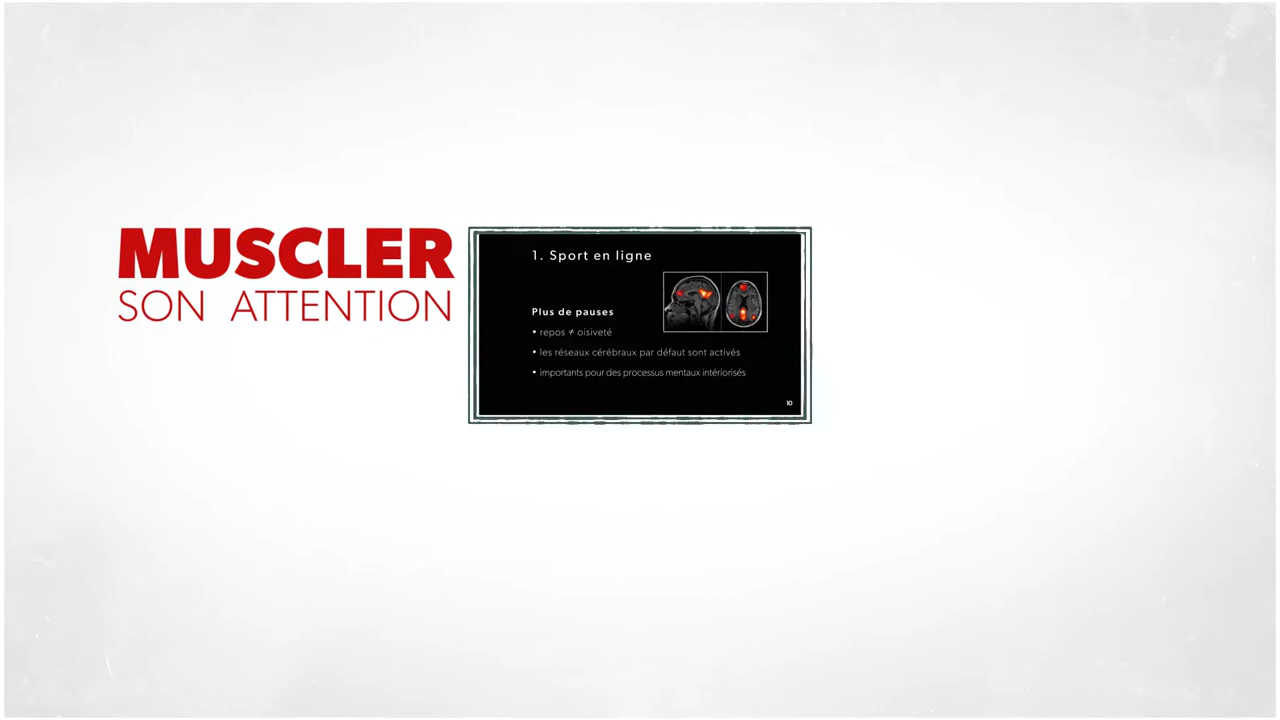 MUSCLER
SON ATTENTION
1. Sport en ligne
Plus de pauses
• repos ≠ oisiveté
• les réseaux cérébraux par défaut sont activés
• importants pour des processus mentaux intériorisés
10